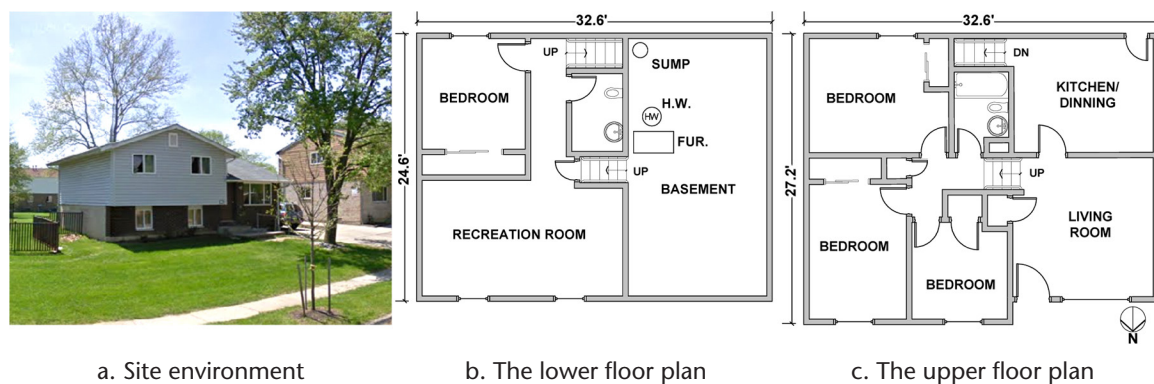 32.6'
24.6'
UP
BEDROOM
SUMP
H.W.
HW
FUR.
UP
BASEMENT
RECREATION ROOM
32.6'
27.2'
DN
KITCHEN/
DINNING
BEDROOM
UP
LIVING
ROOM
BEDROOM
BEDROOM
N
a. Site environment
b. The lower floor plan
c. The upper floor plan